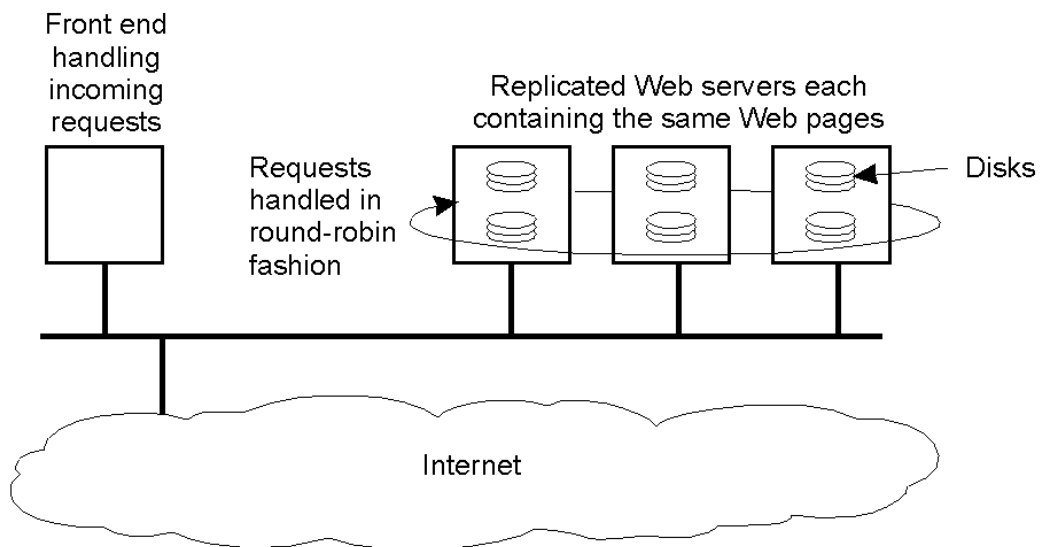 Front end
handling
incoming
requests
Replicated Web servers each
containing the same Web pages
Requests
handled in
round-robin
fashion
Disks
Internet